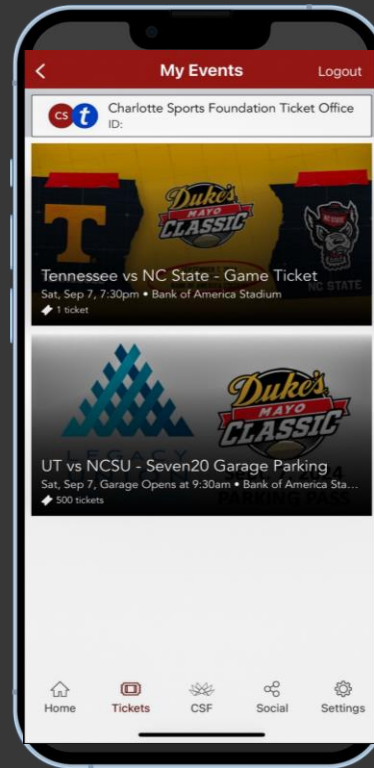 My Events
Logout
CS t
Charlotte Sports Foundation Ticket Office
ID:
Duke's
MAYO
CLASSIC
T
NC STATE
Tennessee vs NC State - Game Ticket
Sat, Sep 7, 7:30pm • Bank of America Stadium
1 ticket
Duke's
MAYO
CLASSIC
LEGACY
UT vs NCSU - Seven20 Garage Parking
Sat, Sep 7, Garage Opens at 9:30am • Bank of America Sta...
PARKING PASS
500 tickets
Home
Tickets
CSF
Social
Settings